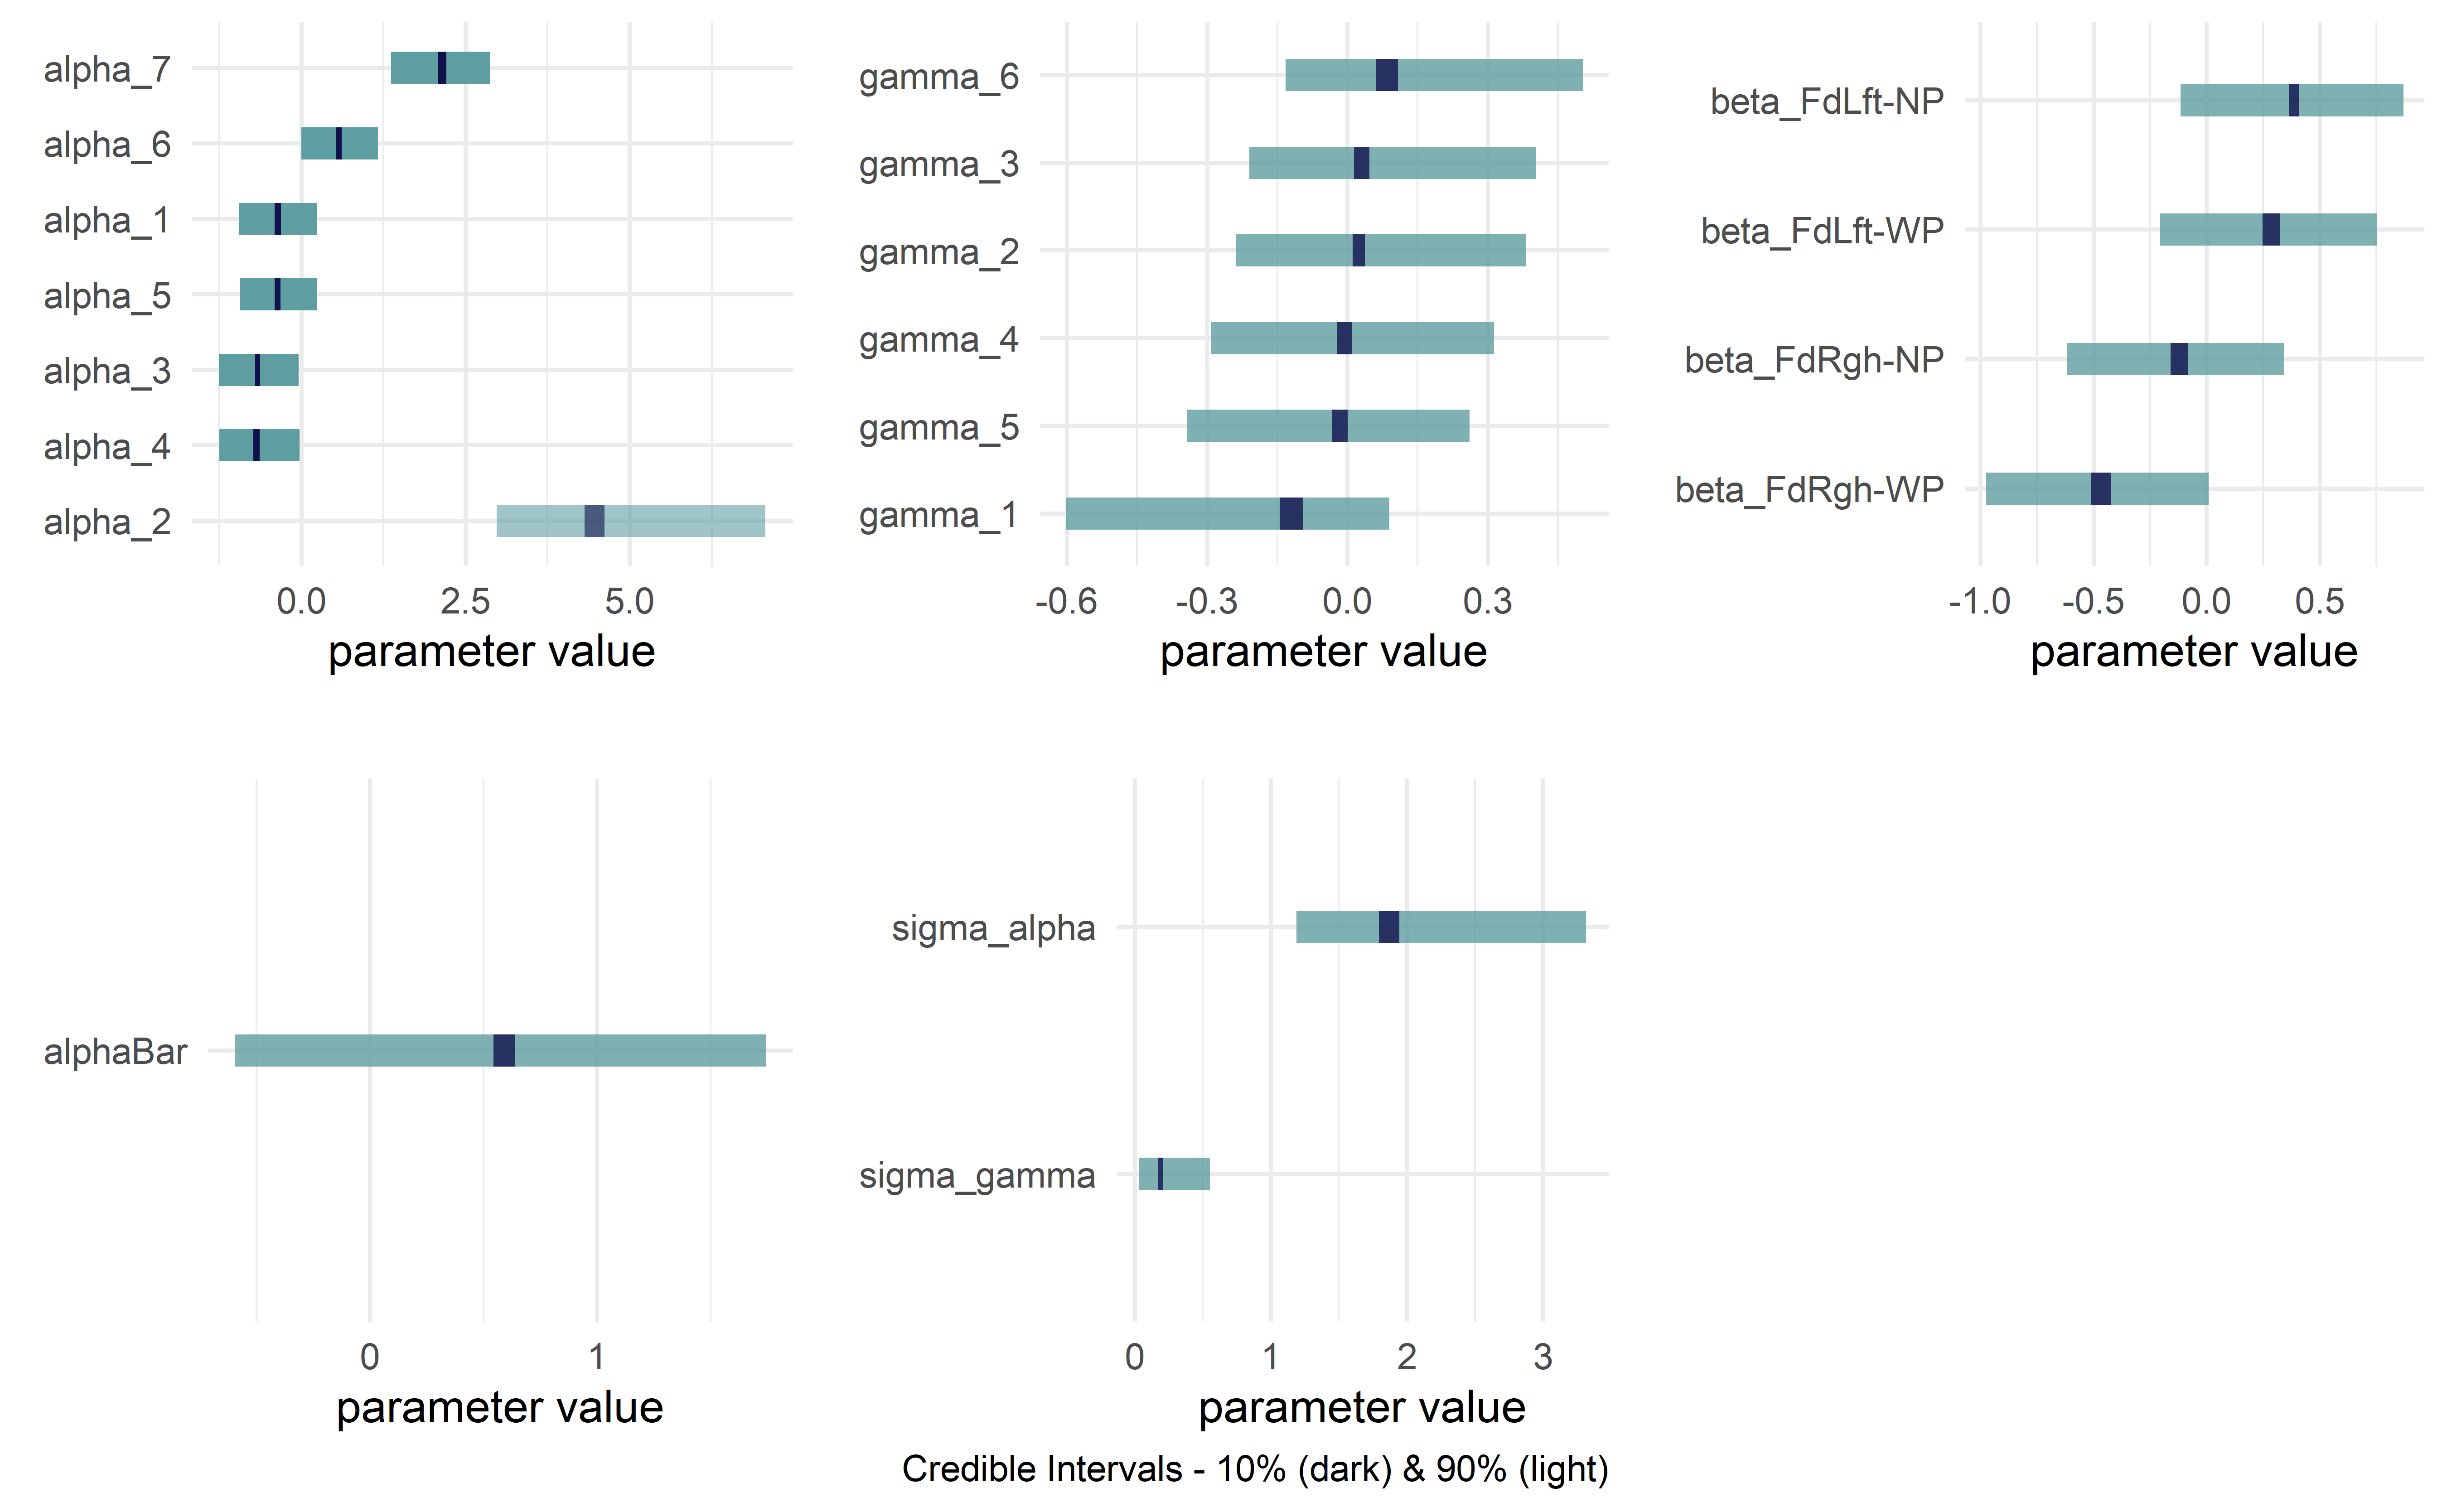 alpha_7
alpha_6
alpha_1
alpha_5
alpha_3
alpha_4
alpha_2
0.0 2.5 5.0
parameter value
gamma_6
gamma_3
gamma_2
gamma_4
gamma_5
gamma_1
-0.6 -0.3 0.0 0.3
parameter value
beta_FdLft-NP
beta_FdLft-WP
beta_FdRgh-NP
beta_FdRgh-WP
-1.0 -0.5 0.0 0.5
parameter value
alphaBar
0 1
parameter value
sigma_alpha
sigma_gamma
0 1 2 3
parameter value
Credible Intervals - 10% (dark) & 90% (light)